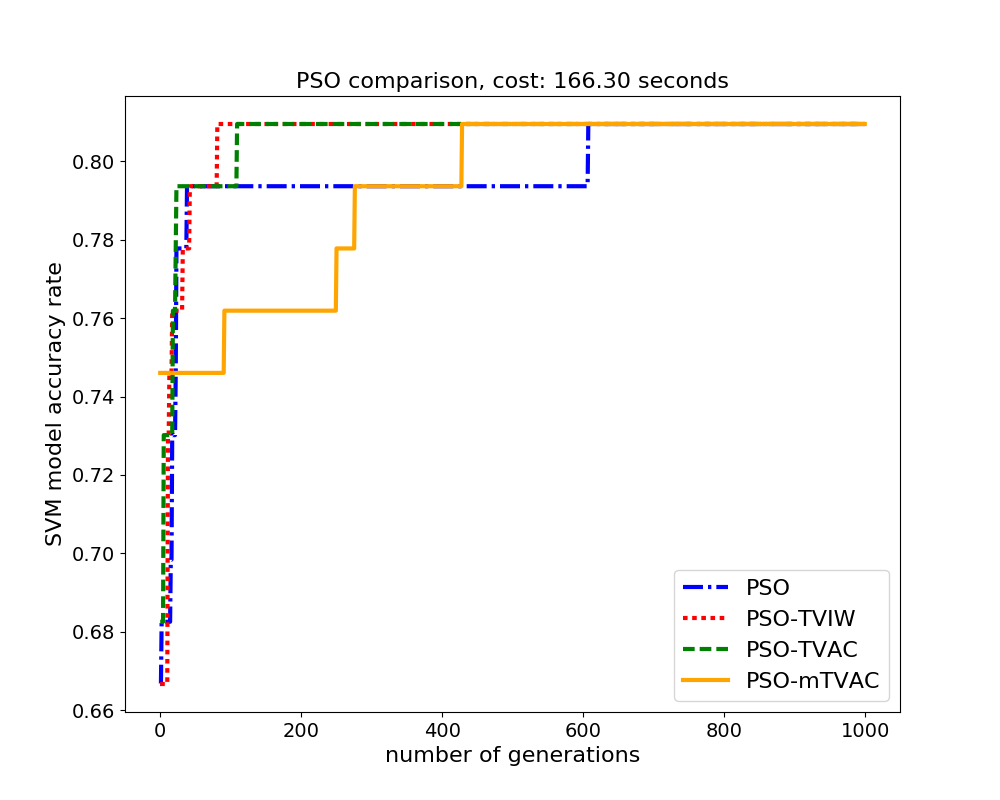 PSO comparison, cost: 166.30 seconds
SVM model accuracy rate
0.80
0.78
0.76
0.74
0.72
0.70
0.68
0.66
0 200 400 600 800 1000
number of generations
PSO
PSO-TVIW
PSO-TVAC
PSO-mTVAC